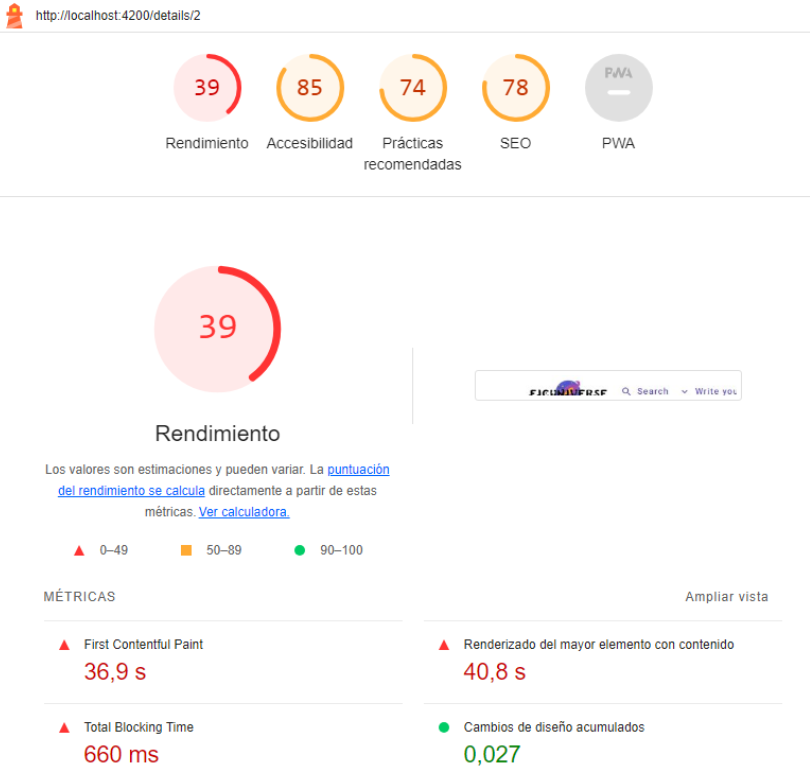 http://localhost:4200/details/2
39 85 74 78 PWA
Rendimiento Accesibilidad Prácticas recomendadas SEO PWA
39
Rendimiento
Los valores son estimaciones y pueden variar. La puntuación
del rendimiento se calcula directamente a partir de estas
métricas. Ver calculadora.
0–49 50–89 90–100
Search Write you
MÉTRICAS Ampliar vista
First Contentful Paint
36,9 s
Renderizado del mayor elemento con contenido
40,8 s
Total Blocking Time
660 ms
Cambios de diseño acumulados
0,027